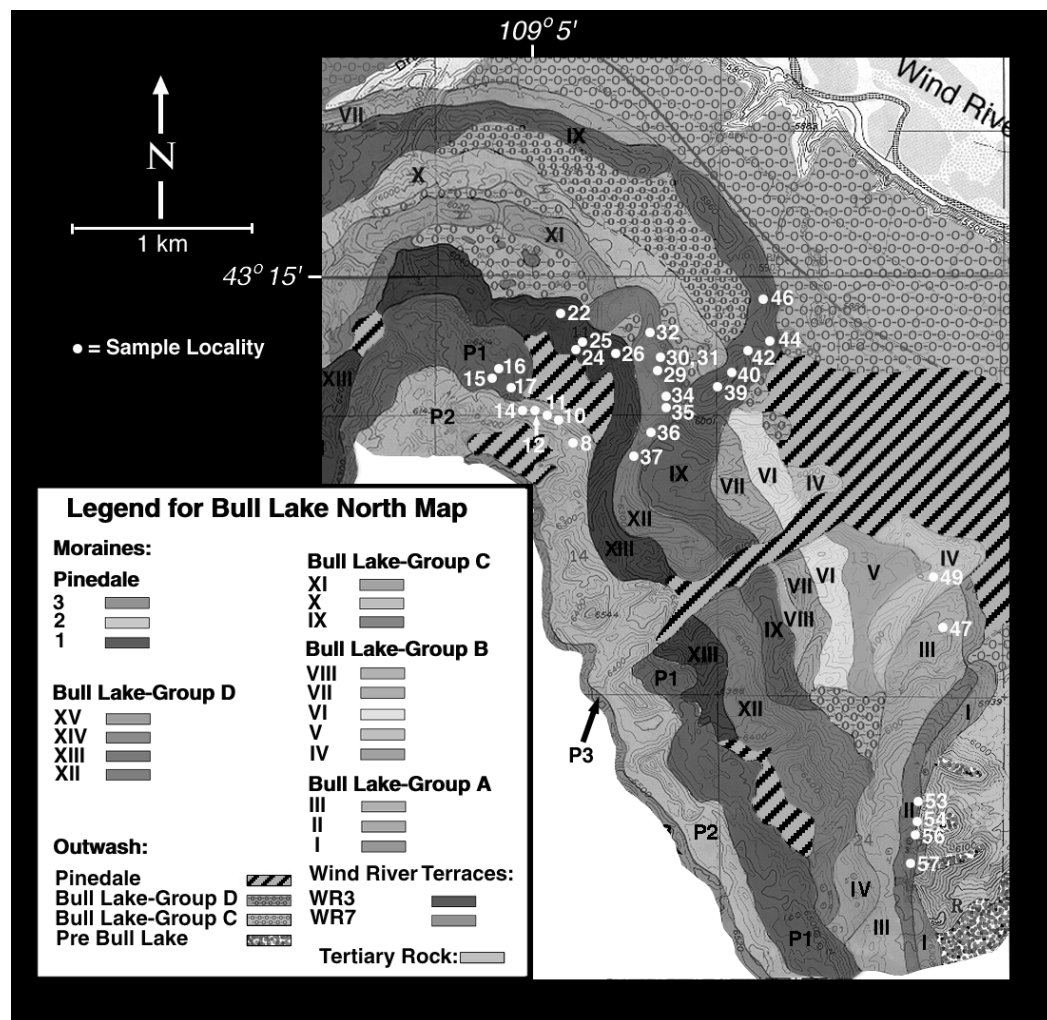 109° 5'
Wind River
5883
VII
IX
X
N
XI
1 km
43° 15'
46
22
32
44
● = Sample Locality
25
P1
24
26
30, 31
42
16
29
40
XIII
15
17
39
34
11
35
14
10
P2
12
8
36
37
IX
VI
IV
VII
XII
XIII
14
IV
V
VI
49
VII
VIII
IX
47
III
XIII
P1
I
XII
P3
53
II
54
P2
56
24
57
IV
R
III
P1
I
Legend for Bull Lake North Map
Moraines:
Pinedale
3
2
1
Bull Lake-Group D
XV
XIV
XIII
XII
Outwash:
Pinedale
Bull Lake-Group D
Bull Lake-Group C
Pre Bull Lake
Bull Lake-Group C
XI
X
IX
Bull Lake-Group B
VIII
VII
VI
V
IV
Bull Lake-Group A
III
II
I
Wind River Terraces:
WR3
WR7
Tertiary Rock: